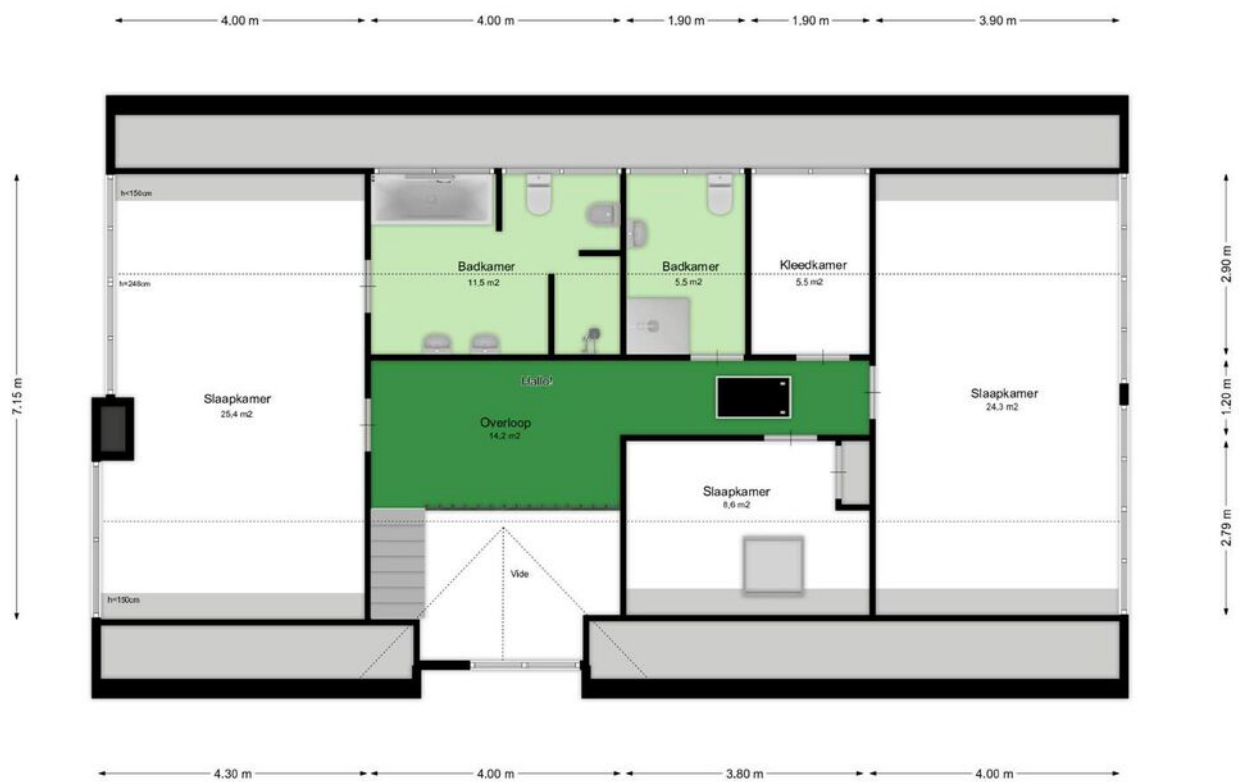 4.00 m
4.00 m
1.90 m
1.90 m
3.90 m
h<150cm
Badkamer
11,5 m2
Badkamer
5,5 m2
Kleedkamer
5,5 m2
h=246cm
2.90 m
7.15 m
Slaapkamer
25,4 m2
Overloop
14,2 m2
Slaapkamer
24,3 m2
1.20 m
Slaapkamer
8,6 m2
Vide
2.79 m
h=150cm
4.30 m
4.00 m
3.80 m
4.00 m